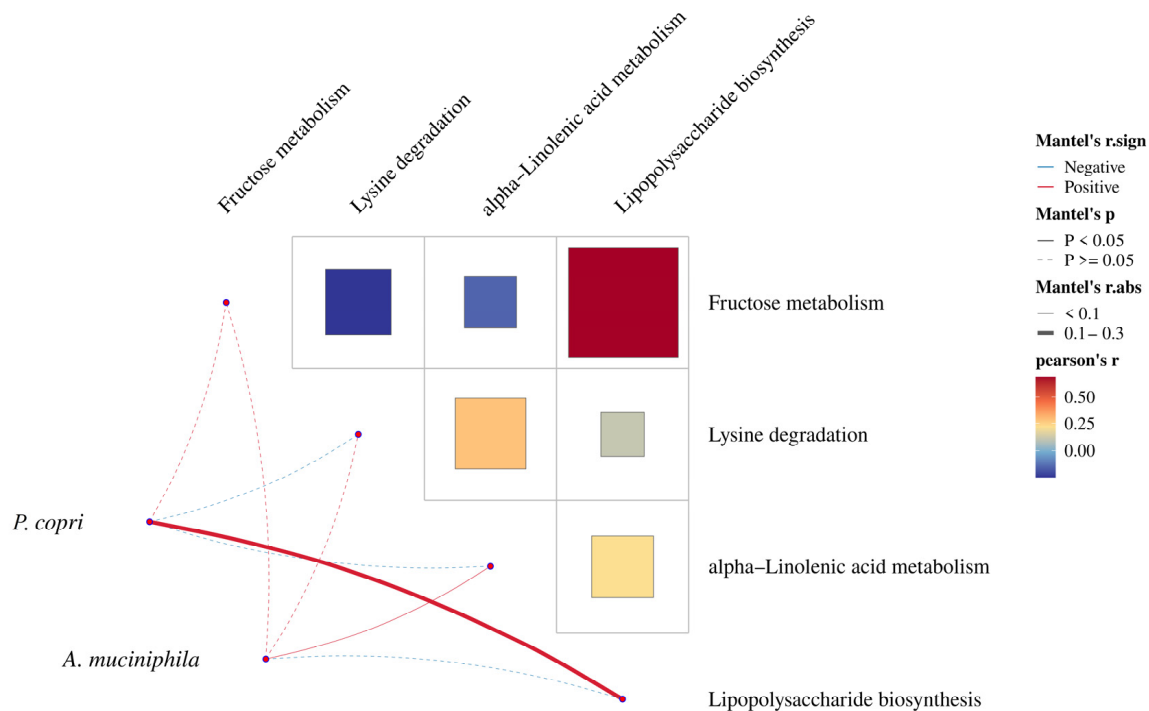 Fructose metabolism
Lysine degradation
alpha−Linolenic acid metabolism
Lipopolysaccharide biosynthesis
Fructose metabolism
Lysine degradation
alpha−Linolenic acid metabolism
Lipopolysaccharide biosynthesis
P. copri
A. muciniphila
Mantel's r.sign
Negative
Positive
Mantel's p
P < 0.05
P >= 0.05
Mantel's r.abs
< 0.1
0.1− 0.3
pearson's r
0.50
0.25
0.00